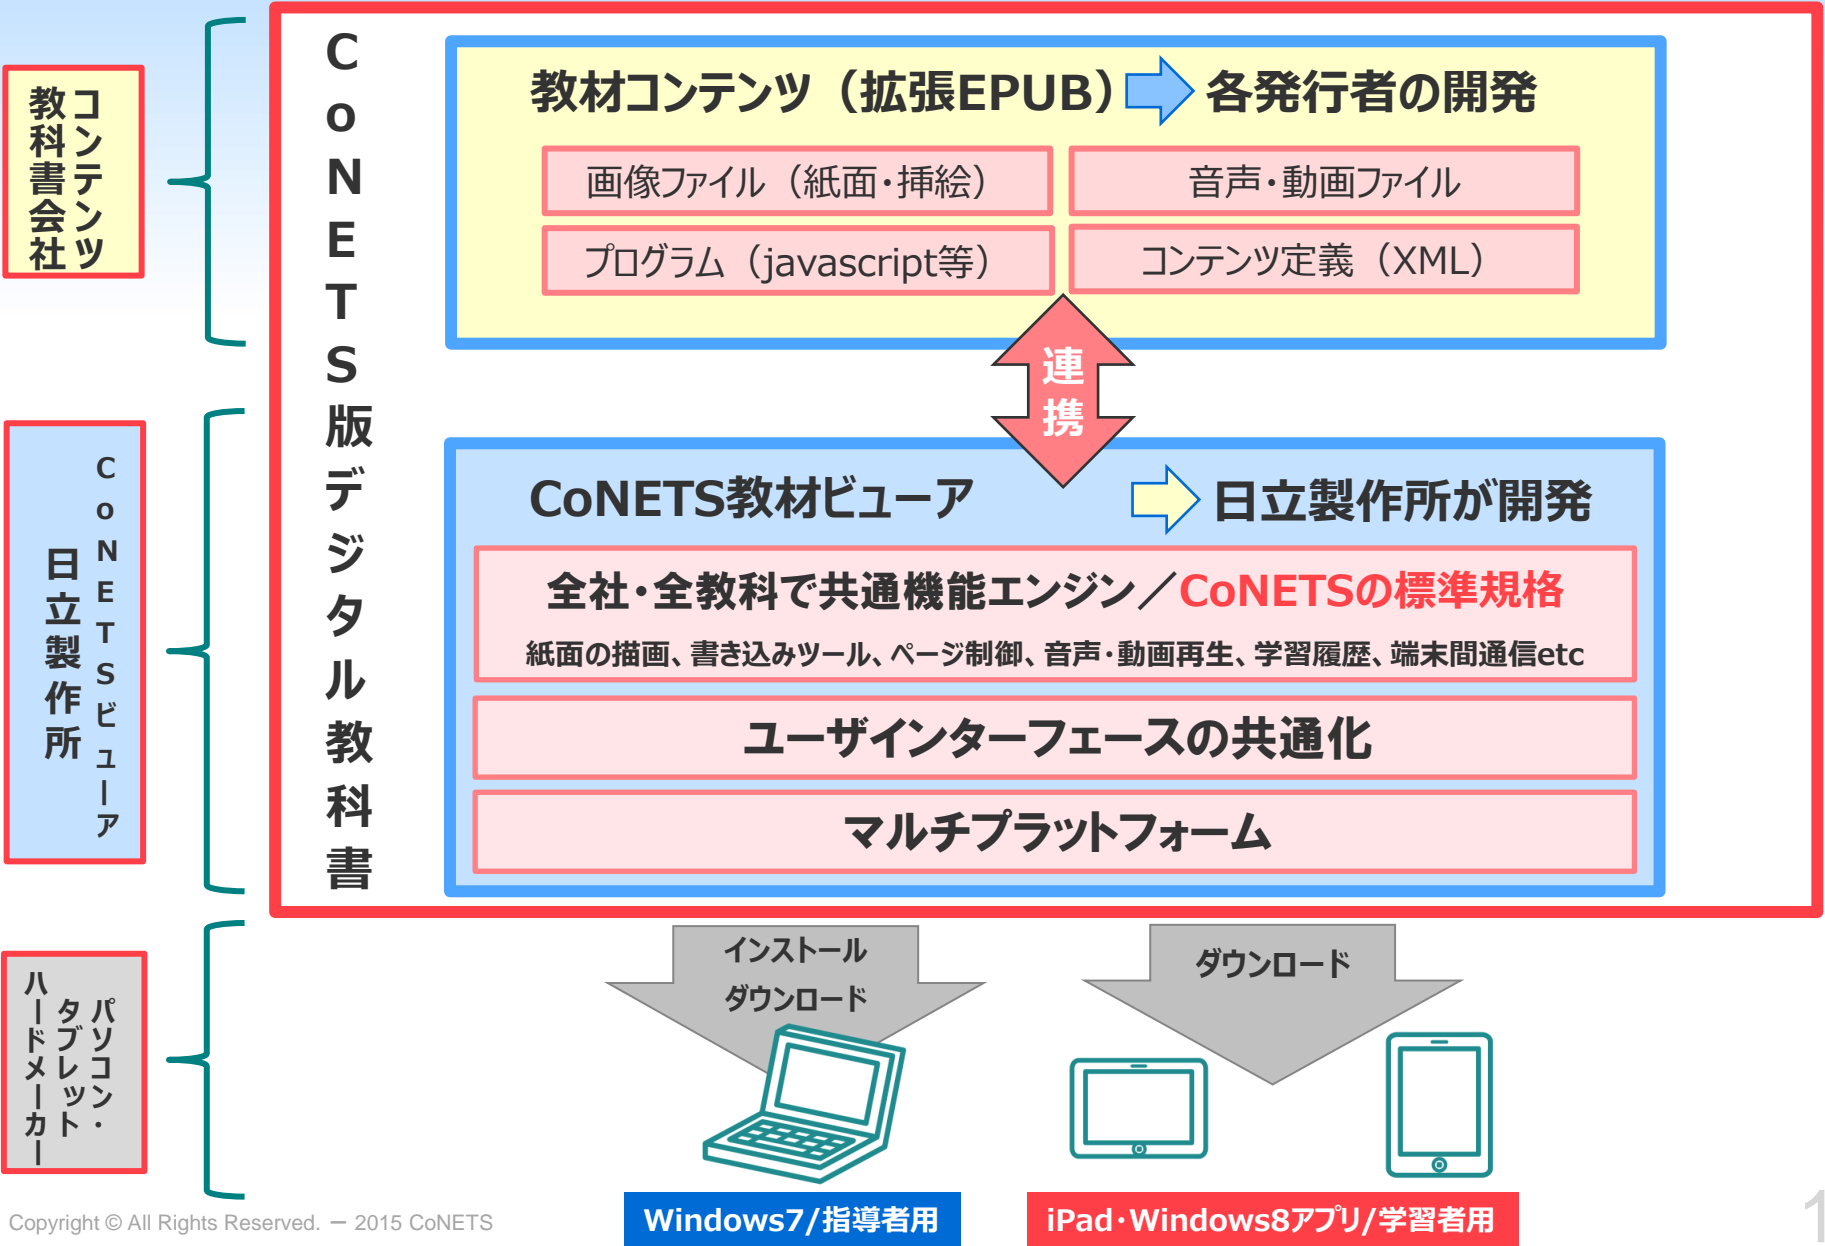 コンテンツ
教科書会社
CoNETS版デジタル教科書
教材コンテンツ（拡張EPUB）
各発行者の開発
画像ファイル（紙面・挿絵）
音声・動画ファイル
プログラム（javascript等）
コンテンツ定義（XML）
連携
CoNETSビューア
日立製作所
CoNETS教材ビューア
日立製作所が開発
全社・全教科で共通機能エンジン／CoNETSの標準規格
紙面の描画、書き込みツール、ページ制御、音声・動画再生、学習履歴、端末間通信etc
ユーザインターフェースの共通化
マルチプラットフォーム
パソコン・
タブレット
ハードメーカー
インストール
ダウンロード
ダウンロード
Windows7/指導者用
iPad・Windows8アプリ/学習者用
Copyright © All Rights Reserved. － 2015 CoNETS
1